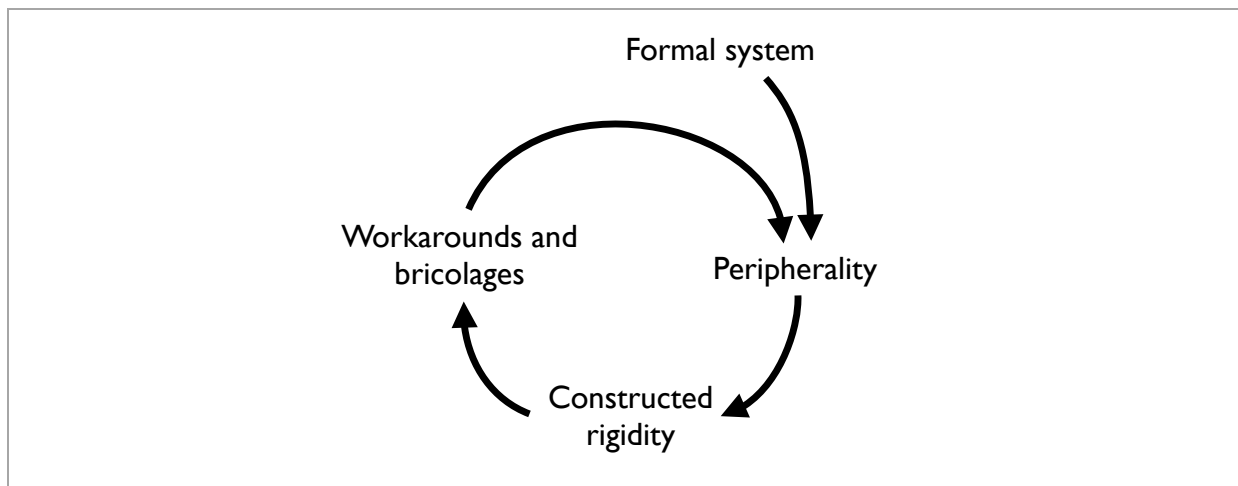 Formal system
Workarounds and
bricolages
Peripherality
Constructed
rigidity